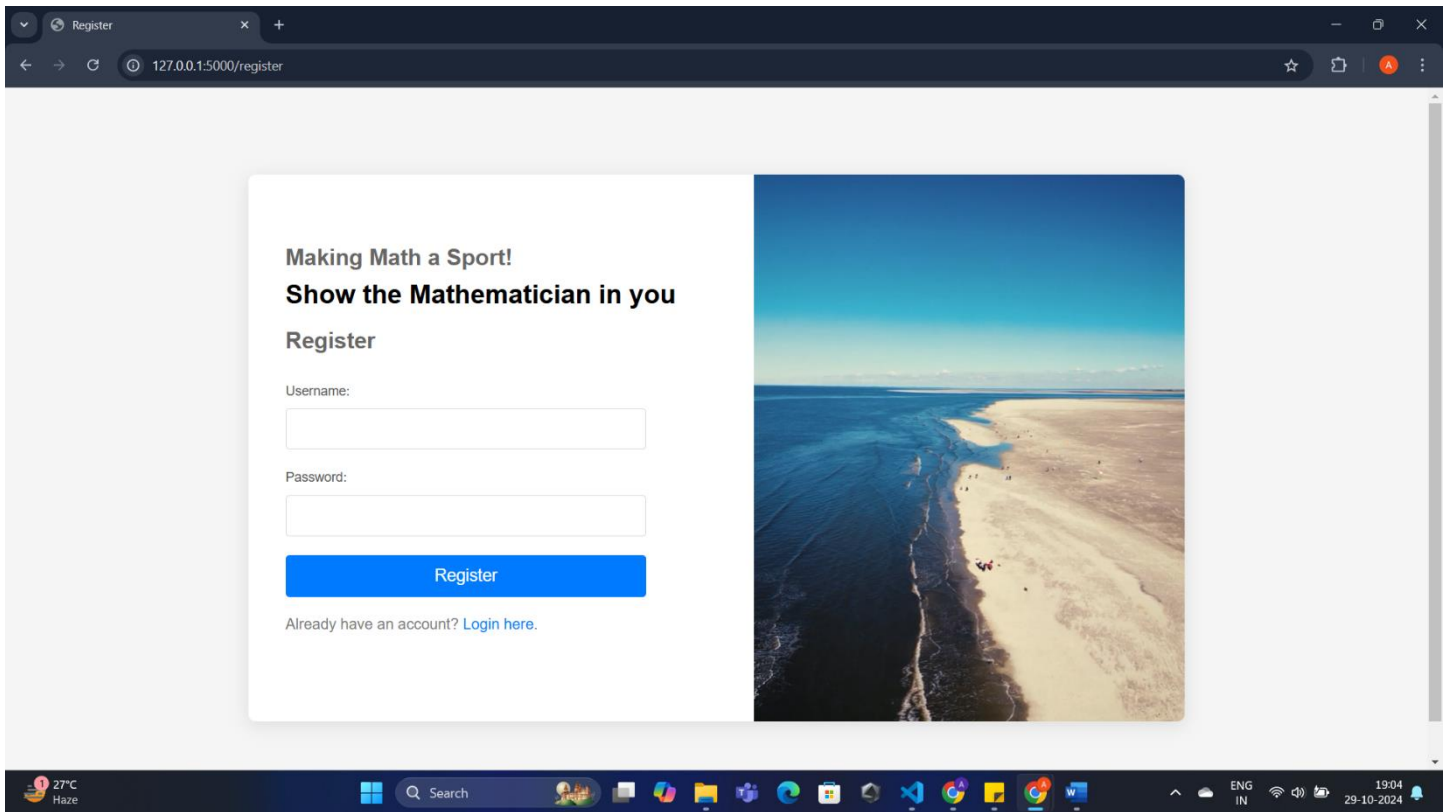 Register
127.0.0.1:5000/register
A
Making Math a Sport!
Show the Mathematician in you
Register
Username:
Password:
Register
Already have an account? Login here.
1
27°C
Haze
Search
ENG
IN
19:04
29-10-2024